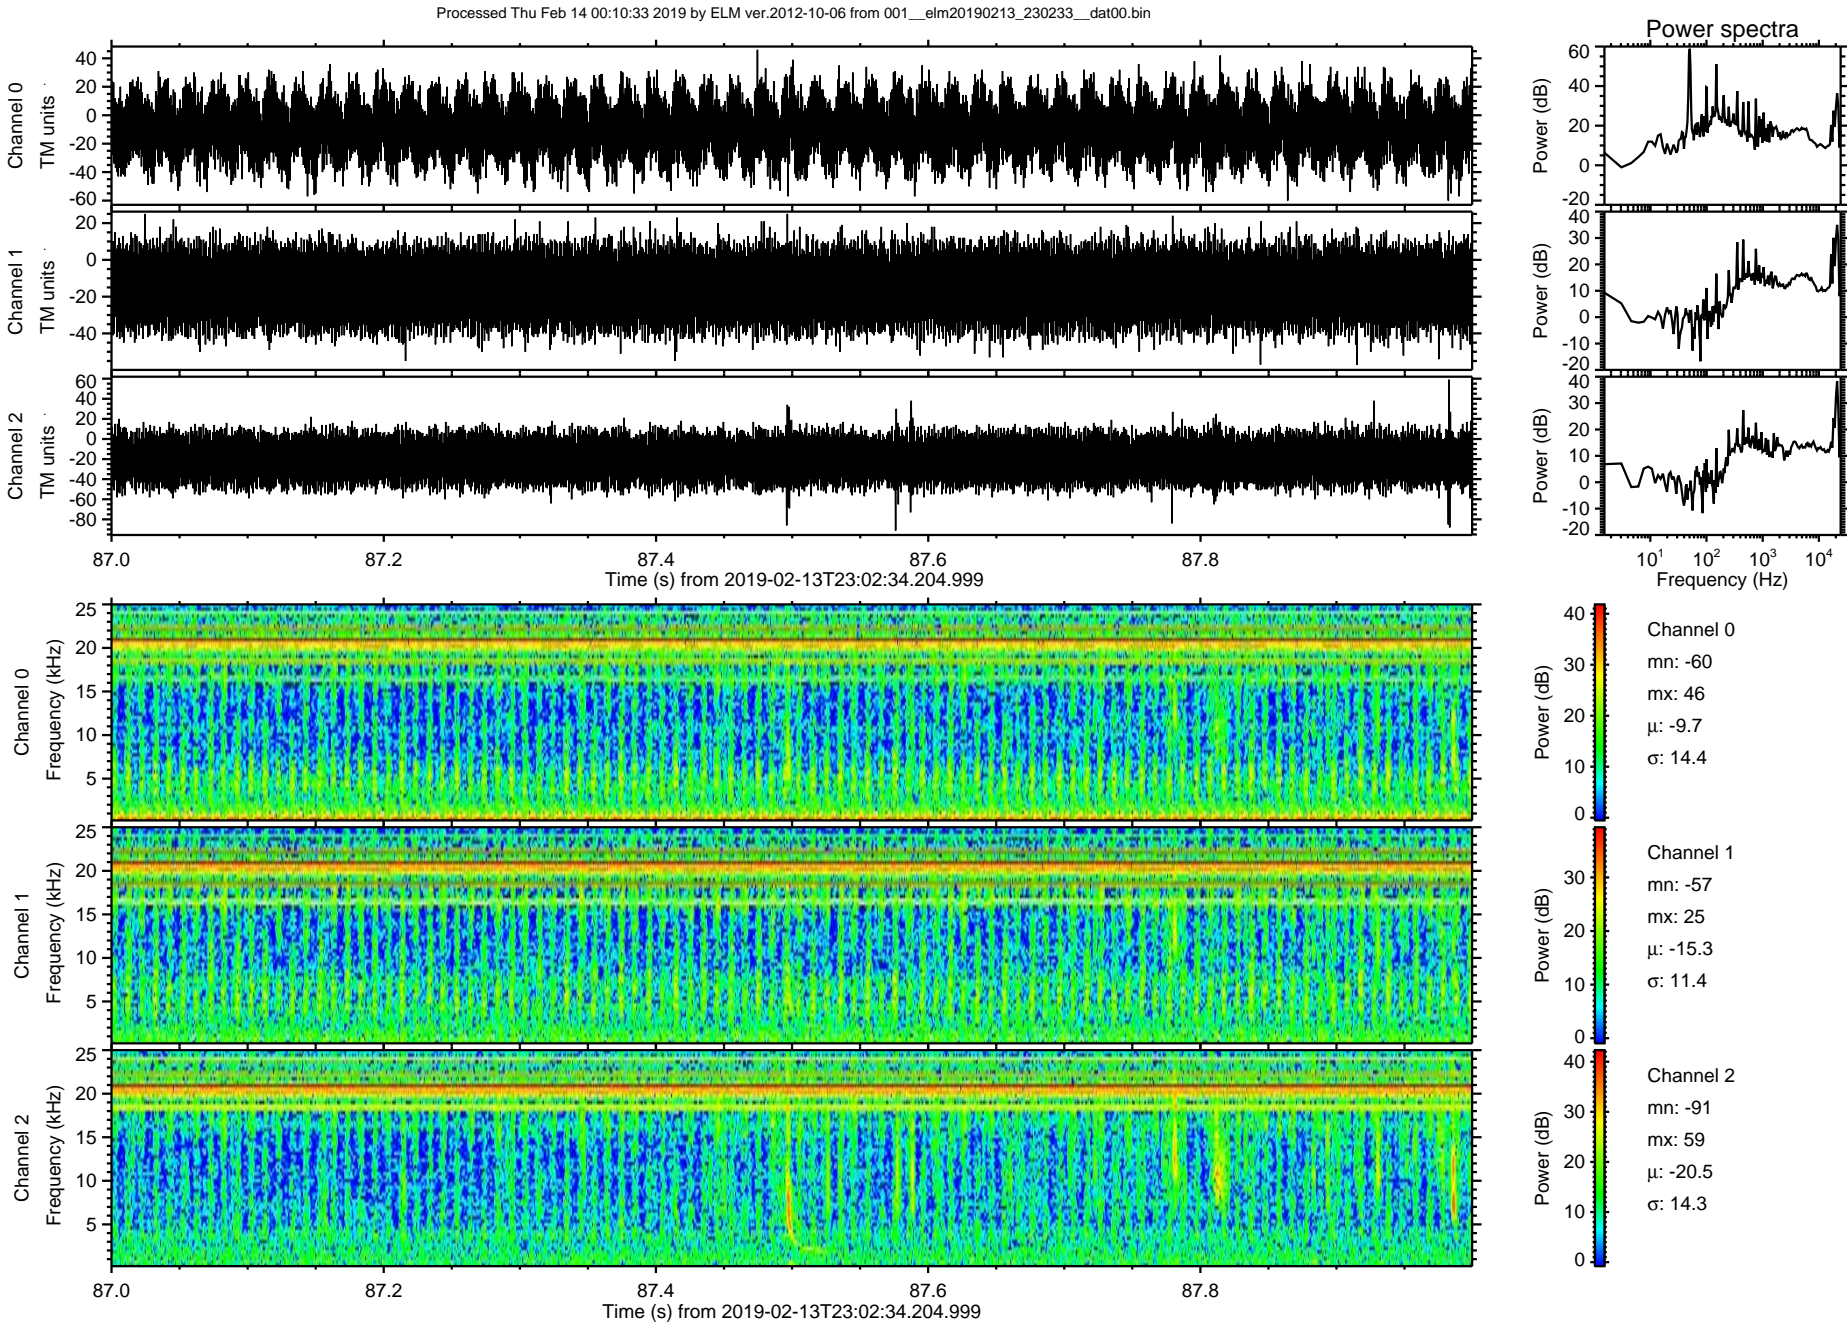 Processed Thu Feb 14 00:10:33 2019 by ELM ver.2012-10-06 from 001__elm20190213_230233__dat00.bin
Power spectra
Channel 0
TM units
40
20
0
-20
-40
-60
Power (dB)
60
40
20
0
-20
Channel 1
TM units
20
0
-20
-40
Power (dB)
40
30
20
10
0
-10
-20
Channel 2
TM units
60
40
20
0
-20
-40
-60
-80
Power (dB)
40
30
20
10
0
-10
-20
87.0 87.2 87.4 87.6 87.8
Time (s) from 2019-02-13T23:02:34.204.999
10^1 10^2 10^3 10^4
Frequency (Hz)
Channel 0
Frequency (kHz)
25
20
15
10
5
Power (dB)
40
30
20
10
0
Channel 0
mn: -60
mx: 46
μ: -9.7
σ: 14.4
Channel 1
Frequency (kHz)
25
20
15
10
5
Power (dB)
30
20
10
0
Channel 1
mn: -57
mx: 25
μ: -15.3
σ: 11.4
Channel 2
Frequency (kHz)
25
20
15
10
5
Power (dB)
40
30
20
10
0
Channel 2
mn: -91
mx: 59
μ: -20.5
σ: 14.3
87.0 87.2 87.4 87.6 87.8
Time (s) from 2019-02-13T23:02:34.204.999